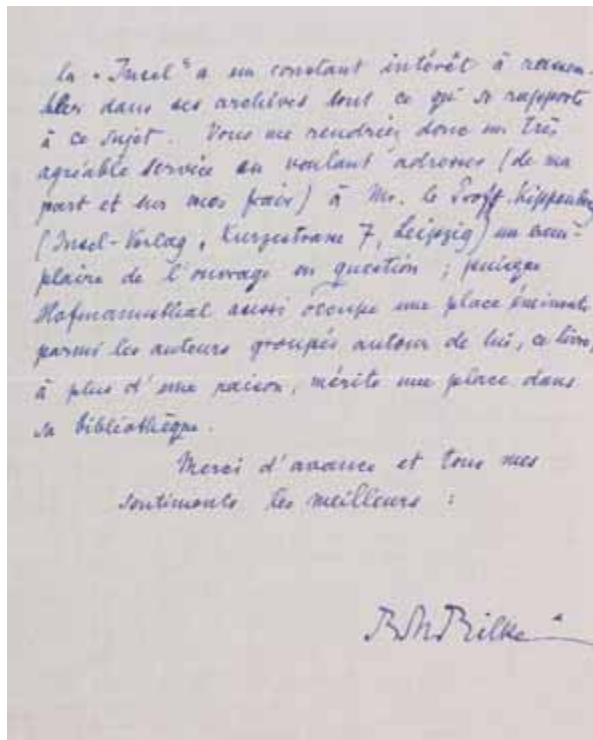 la „Insel" a un constant intérêt à rassem-
bler dans ses archives tout ce qui se rapporte
à ce sujet. Vous me rendriez donc un très
agréable service en voulant adresser (de ma
part et sur mes frais) à Mr. le Proff. Kippenberg
(Insel-Verlag, Kurzestrasse 7, Leipzig) un exem-
plaire de l'ouvrage en question ; puisque
Hofmannsthal aussi occupe une place éminente
parmi les auteurs groupés autour de lui, ce livre,
à plus d'une raison, mérite une place dans
sa bibliothèque.
Merci d'avance et tous mes
sentiments les meilleurs :
RMRilke